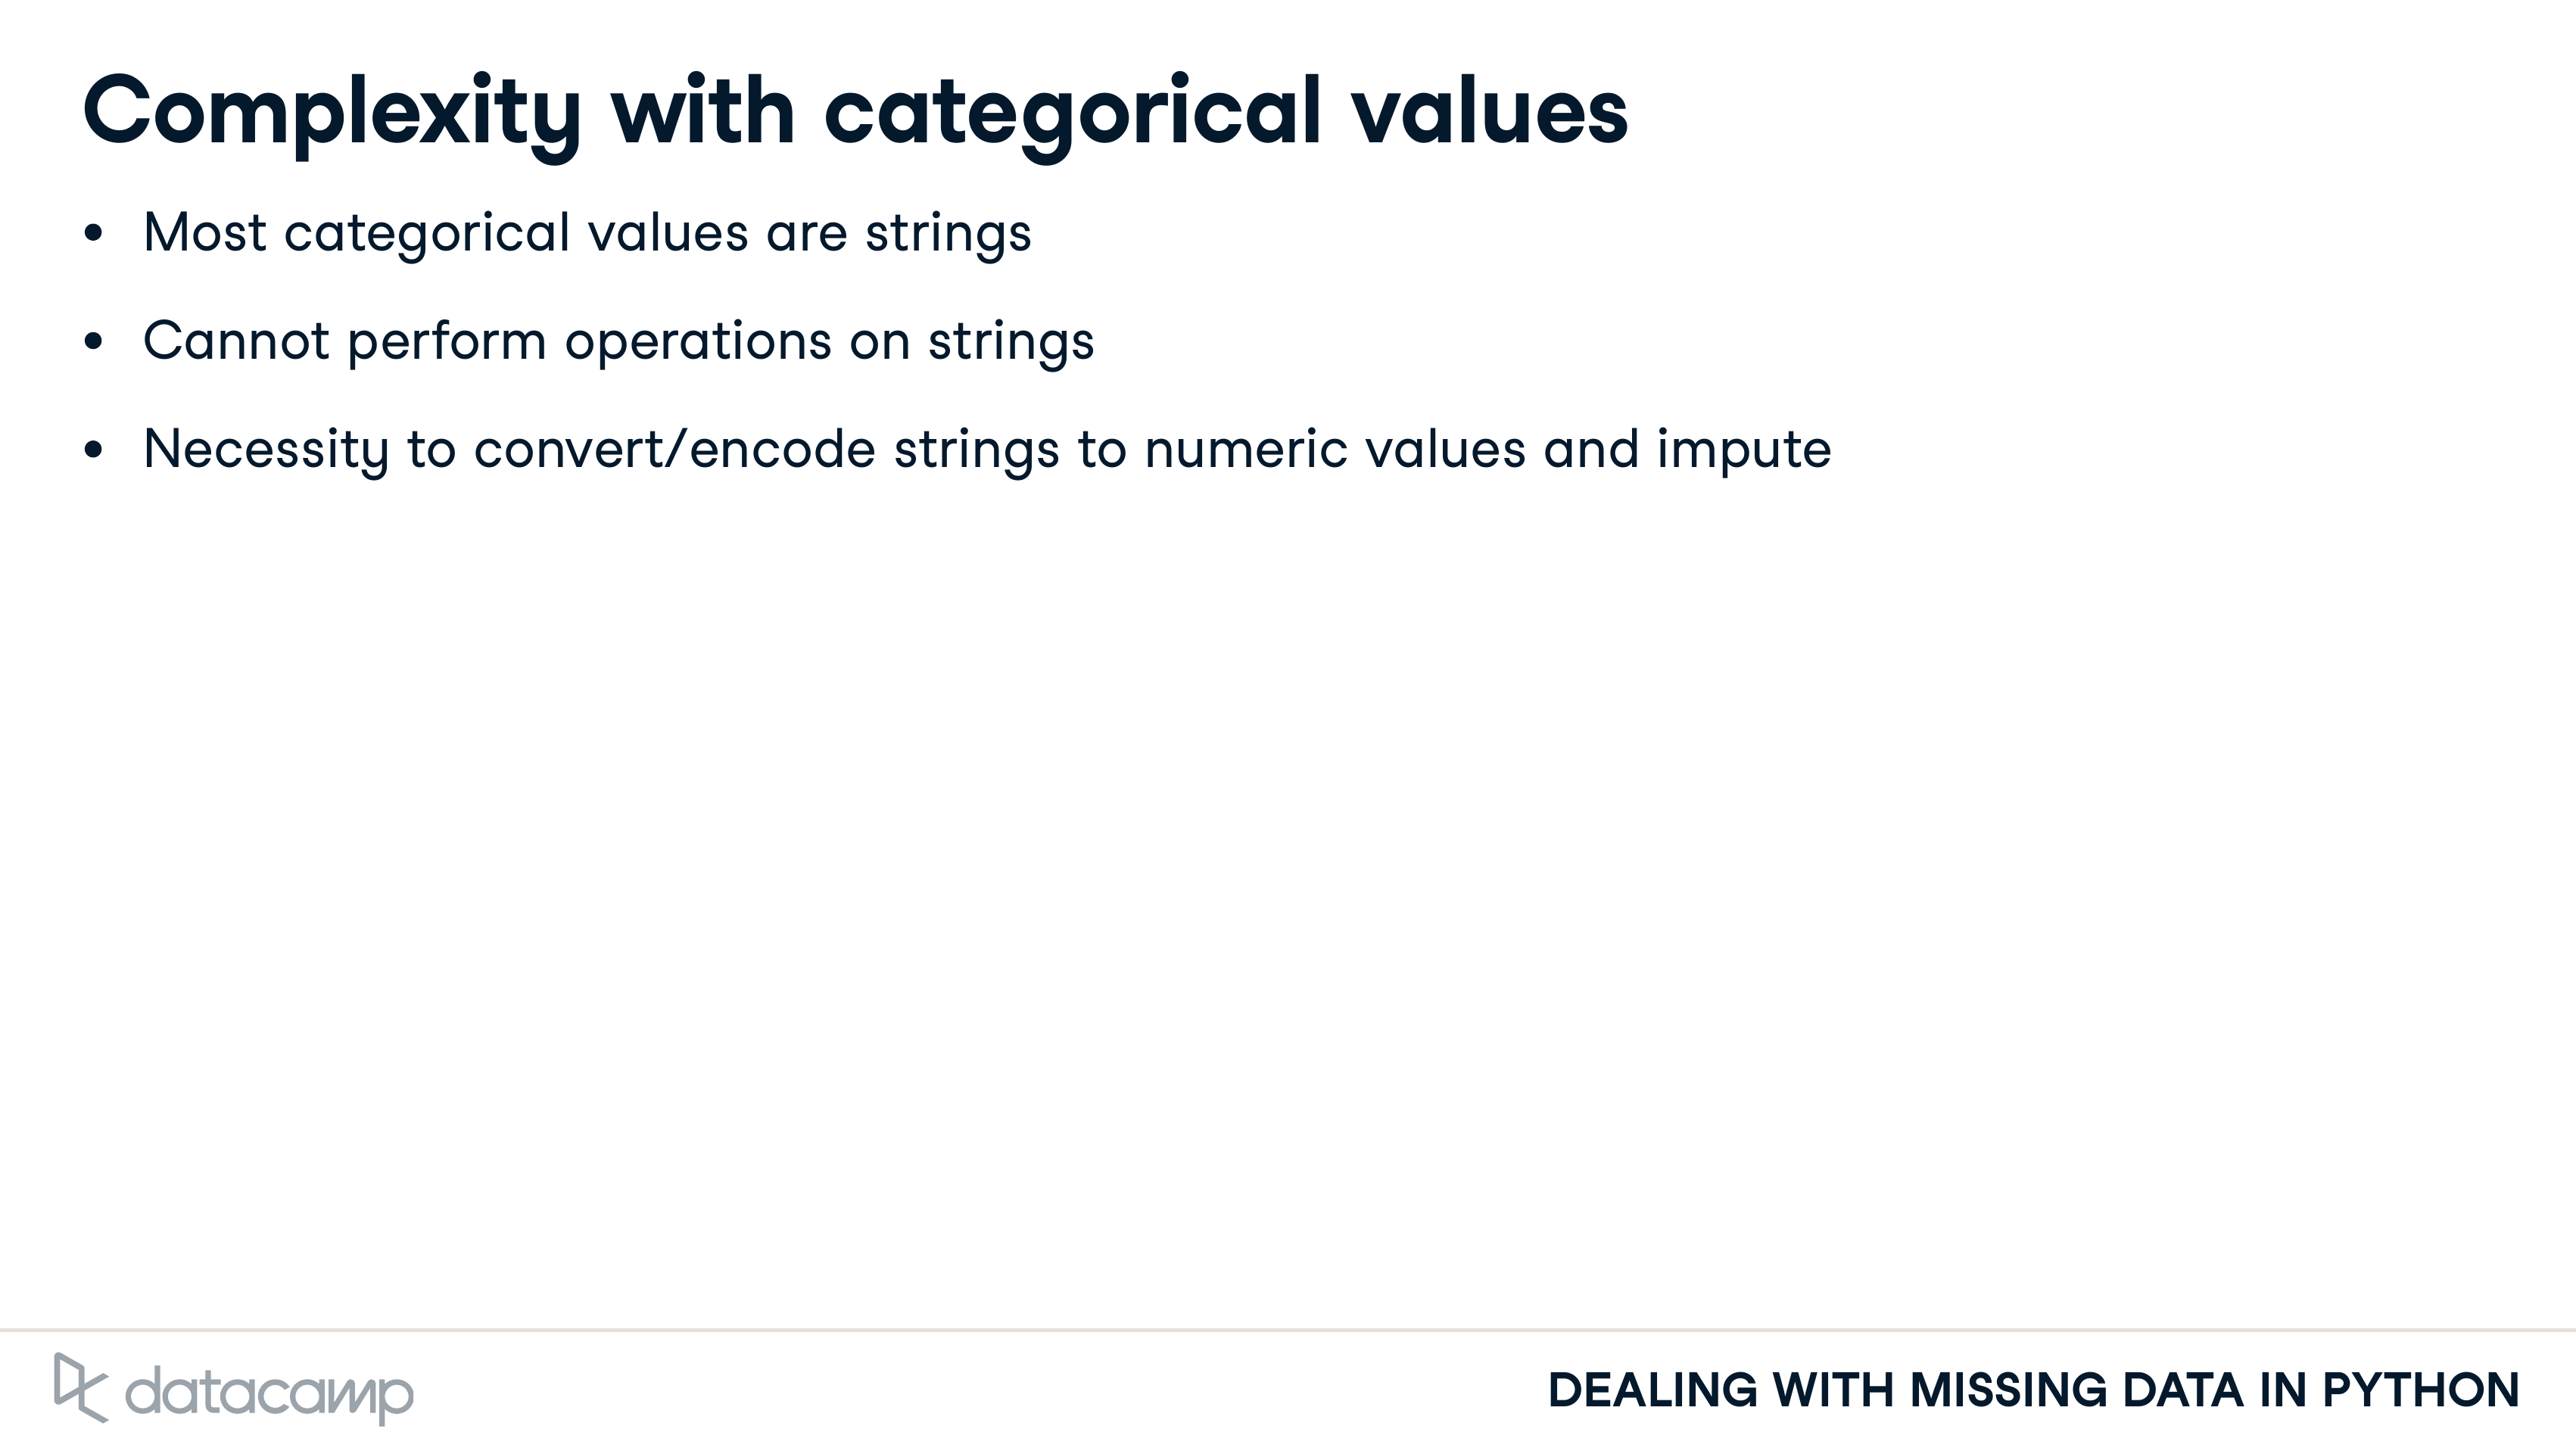 Complexity with categorical values
• Most categorical values are strings
• Cannot perform operations on strings
• Necessity to convert/encode strings to numeric values and impute
datacamp
DEALING WITH MISSING DATA IN PYTHON